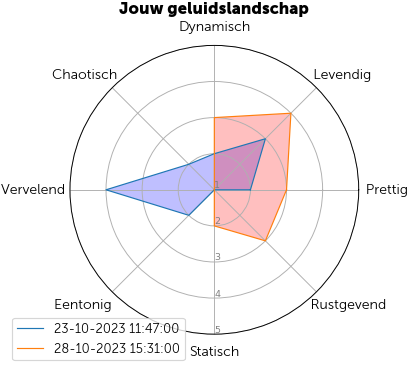 Jouw geluidslandschap
Dynamisch
Chaotisch
Levendig
Vervelend
Prettig
1
2
3
4
5
Eentonig
Rustgevend
Statisch
23-10-2023 11:47:00
28-10-2023 15:31:00